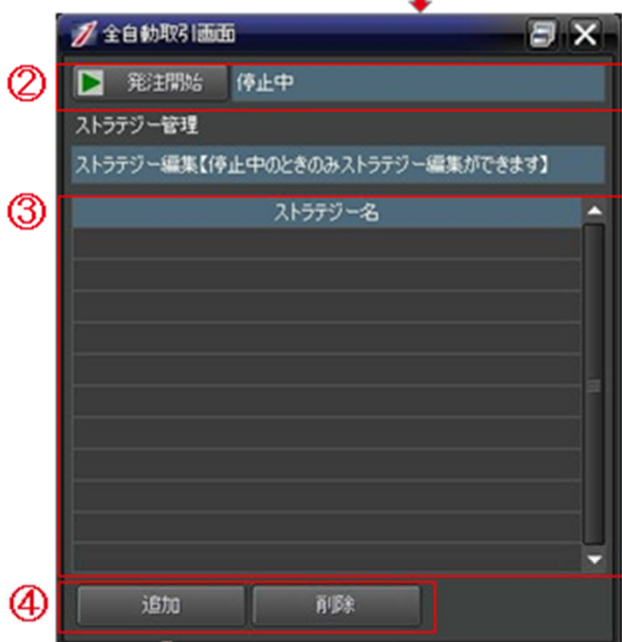 全自動取引画面
② 発注開始 停止中
ストラテジー管理
ストラテジー編集【停止中のときのみストラテジー編集ができます】
③ ストラテジー名
④ 追加 削除